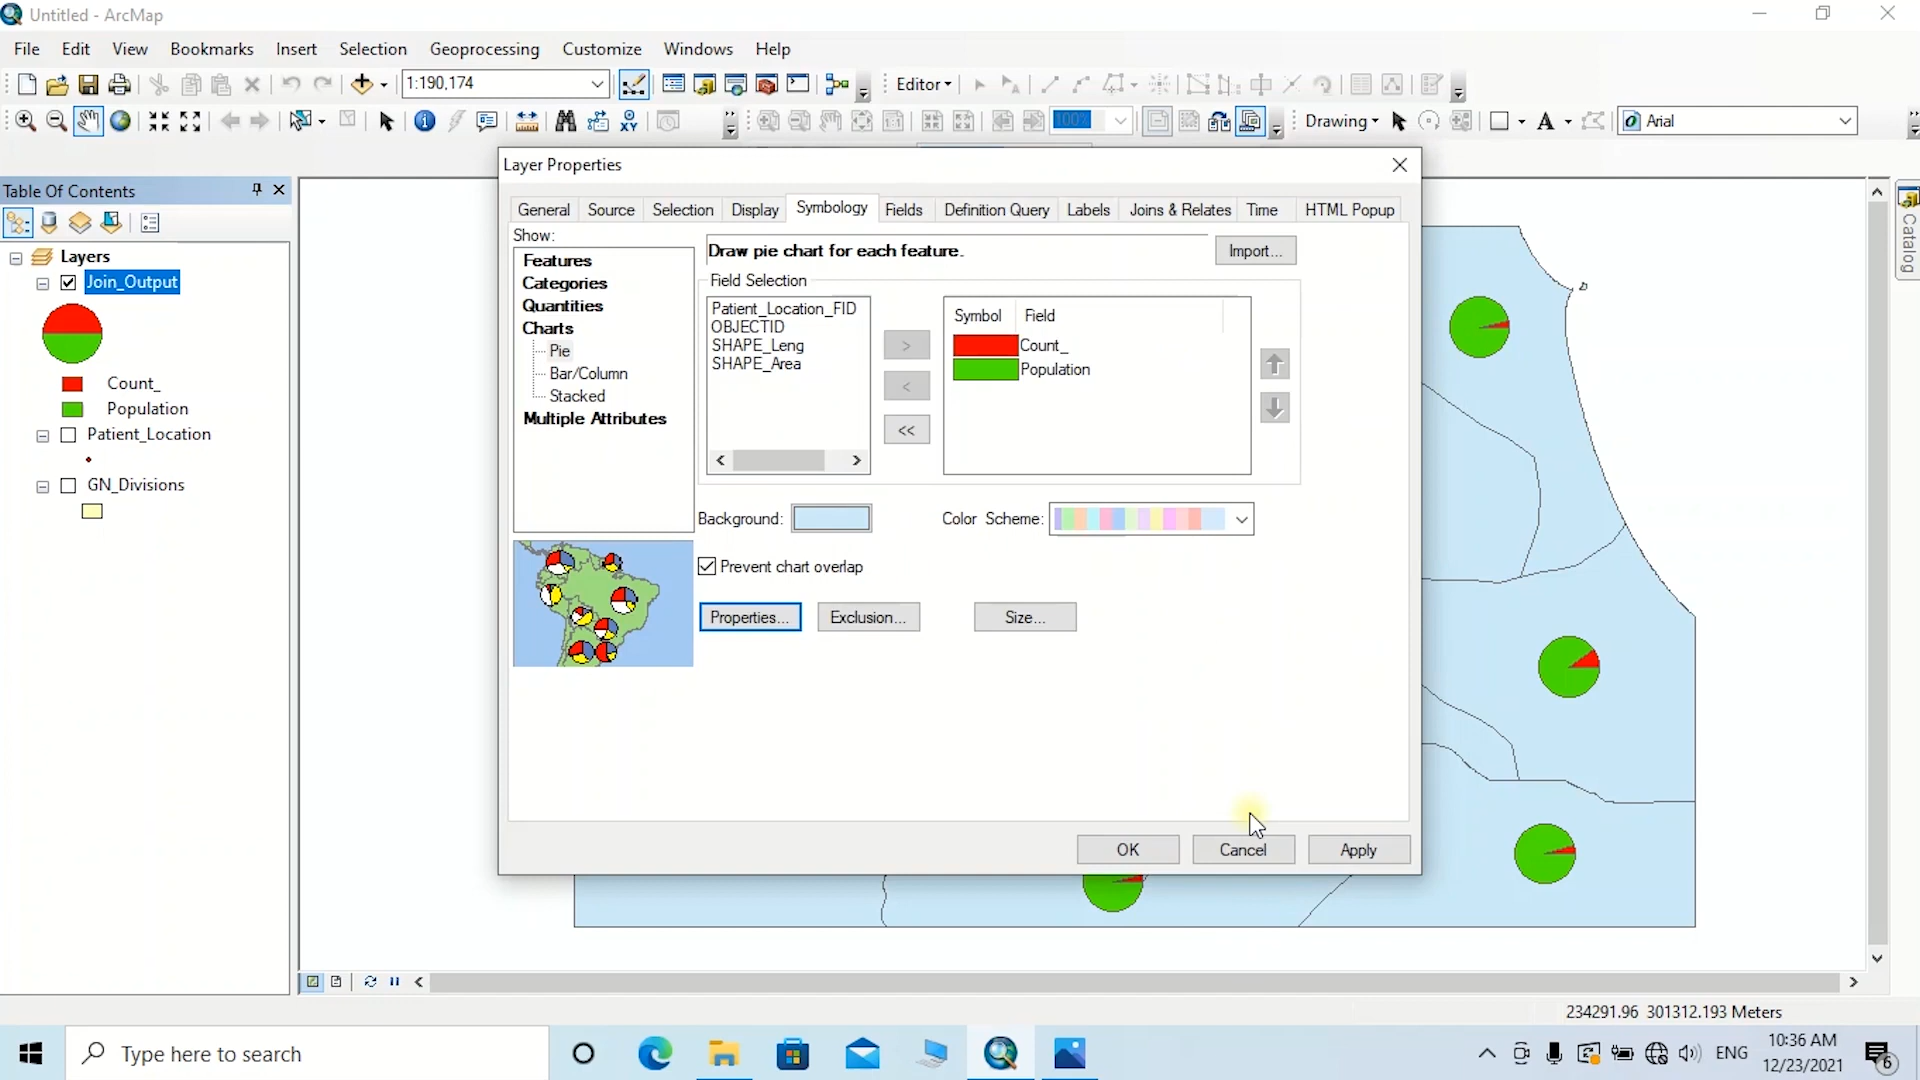 Untitled - ArcMap
File Edit View Bookmarks Insert Selection Geoprocessing Customize Windows Help
1:190,174 Editor
100% Drawing A Arial
Layer Properties
Table Of Contents
General Source Selection Display Symbology Fields Definition Query Labels Joins & Relates Time HTML Popup
Show:
Features
Categories
Quantities
Charts
Pie
Bar/Column
Stacked
Multiple Attributes
Draw pie chart for each feature.
Import...
Field Selection
Patient_Location_FID
OBJECTID
SHAPE_Leng
SHAPE_Area
>
<
<<
Symbol Field
Count_
Population
Background:
Color Scheme:
Prevent chart overlap
Properties... Exclusion... Size...
OK Cancel Apply
Layers
Join_Output
Count_
Population
Patient_Location
GN_Divisions
Catalog
234291.96 301312.193 Meters
Type here to search
ENG
10:36 AM
12/23/2021
6